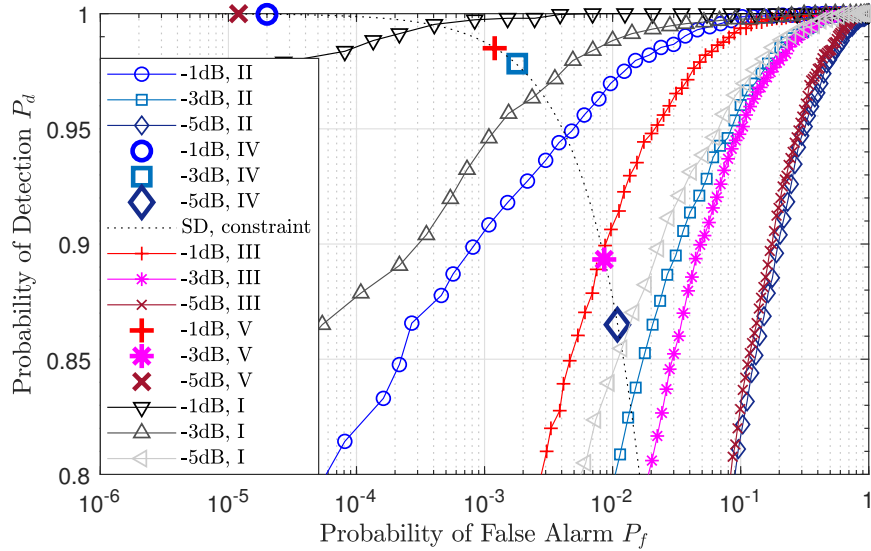 1
0.95
0.9
0.85
0.8
Probability of Detection P_d
-1dB, II
-3dB, II
-5dB, II
-1dB, IV
-3dB, IV
-5dB, IV
SD, constraint
-1dB, III
-3dB, III
-5dB, III
-1dB, V
-3dB, V
-5dB, V
-1dB, I
-3dB, I
-5dB, I
10^-6 10^-5 10^-4 10^-3 10^-2 10^-1 1
Probability of False Alarm P_f